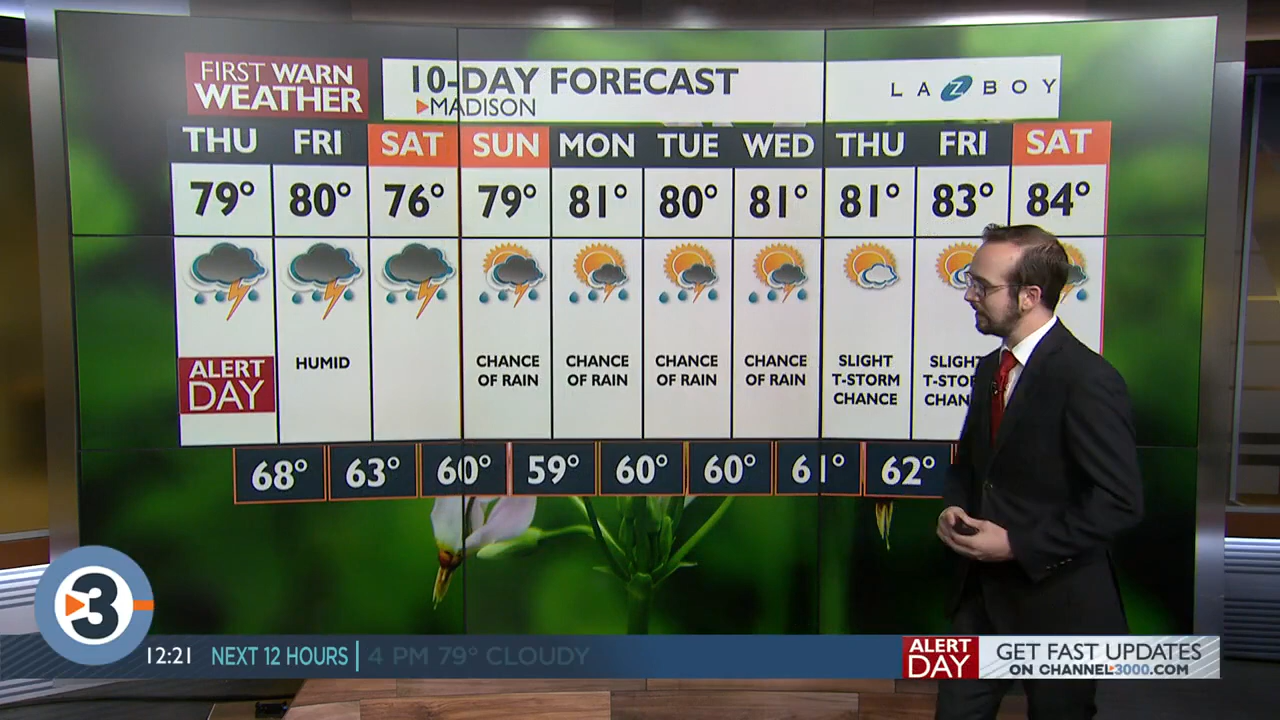 FIRST WARN
WEATHER
10-DAY FORECAST
MADISON
LA Z BOY
THU FRI SAT SUN MON TUE WED THU FRI SAT
79° 80° 76° 79° 81° 80° 81° 81° 83° 84°
ALERT
DAY
HUMID
CHANCE
OF RAIN
CHANCE
OF RAIN
CHANCE
OF RAIN
CHANCE
OF RAIN
SLIGHT
T-STORM
CHANCE
68° 63° 60° 59° 60° 60° 61° 62°
3
12:21 NEXT 12 HOURS 4 PM 79° CLOUDY
ALERT
DAY
GET FAST UPDATES
ON CHANNEL3000.COM